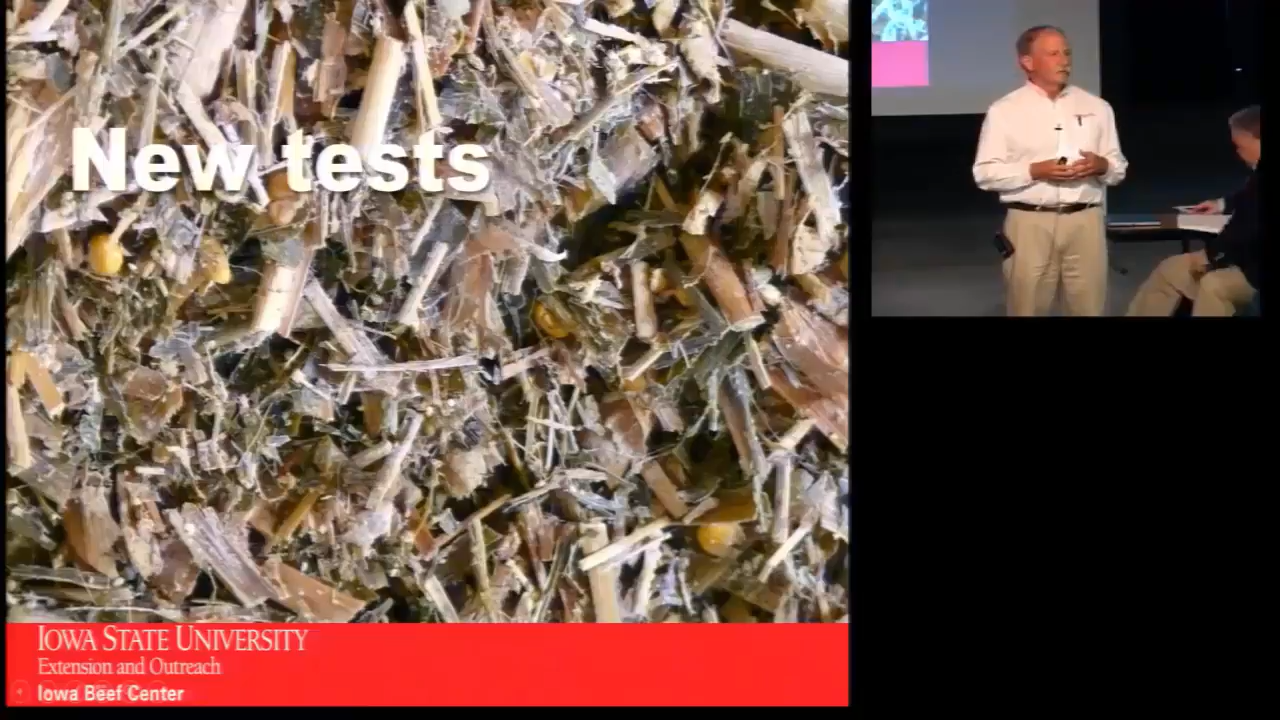 New tests
IOWA STATE UNIVERSITY
Extension and Outreach
Iowa Beef Center